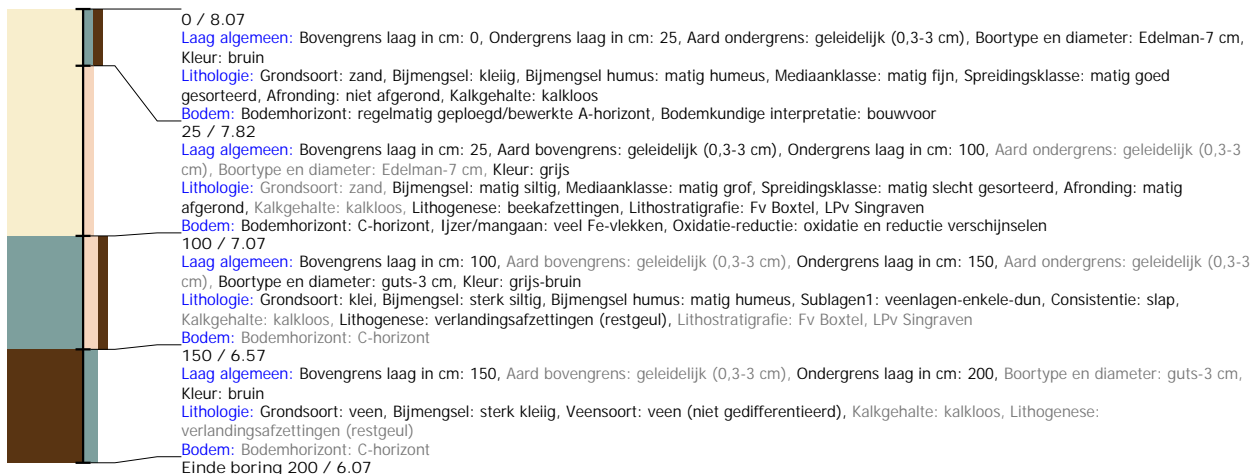 0 / 8.07
Laag algemeen: Bovengrens laag in cm: 0, Ondergrens laag in cm: 25, Aard ondergrens: geleidelijk (0,3-3 cm), Boortype en diameter: Edelman-7 cm,
Kleur: bruin
Lithologie: Grondsoort: zand, Bijmengsel: kleiig, Bijmengsel humus: matig humeus, Mediaanklasse: matig fijn, Spreidingsklasse: matig goed
gesorteerd, Afronding: niet afgerond, Kalkgehalte: kalkloos
Bodem: Bodemhorizont: regelmatig geploegd/bewerkte A-horizont, Bodemkundige interpretatie: bouwvoor
25 / 7.82
Laag algemeen: Bovengrens laag in cm: 25, Aard bovengrens: geleidelijk (0,3-3 cm), Ondergrens laag in cm: 100, Aard ondergrens: geleidelijk (0,3-3
cm), Boortype en diameter: Edelman-7 cm, Kleur: grijs
Lithologie: Grondsoort: zand, Bijmengsel: matig siltig, Mediaanklasse: matig grof, Spreidingsklasse: matig slecht gesorteerd, Afronding: matig
afgerond, Kalkgehalte: kalkloos, Lithogenese: beekafzettingen, Lithostratigrafie: Fv Boxtel, LPv Singraven
Bodem: Bodemhorizont: C-horizont, Ijzer/mangaan: veel Fe-vlekken, Oxidatie-reductie: oxidatie en reductie verschijnselen
100 / 7.07
Laag algemeen: Bovengrens laag in cm: 100, Aard bovengrens: geleidelijk (0,3-3 cm), Ondergrens laag in cm: 150, Aard ondergrens: geleidelijk (0,3-3
cm), Boortype en diameter: guts-3 cm, Kleur: grijs-bruin
Lithologie: Grondsoort: klei, Bijmengsel: sterk siltig, Bijmengsel humus: matig humeus, Sublagen1: veenlagen-enkele-dun, Consistentie: slap,
Kalkgehalte: kalkloos, Lithogenese: verlandingsafzettingen (restgeul), Lithostratigrafie: Fv Boxtel, LPv Singraven
Bodem: Bodemhorizont: C-horizont
150 / 6.57
Laag algemeen: Bovengrens laag in cm: 150, Aard bovengrens: geleidelijk (0,3-3 cm), Ondergrens laag in cm: 200, Boortype en diameter: guts-3 cm,
Kleur: bruin
Lithologie: Grondsoort: veen, Bijmengsel: sterk kleiig, Veensoort: veen (niet gedifferentieerd), Kalkgehalte: kalkloos, Lithogenese:
verlandingsafzettingen (restgeul)
Bodem: Bodemhorizont: C-horizont
Einde boring 200 / 6.07